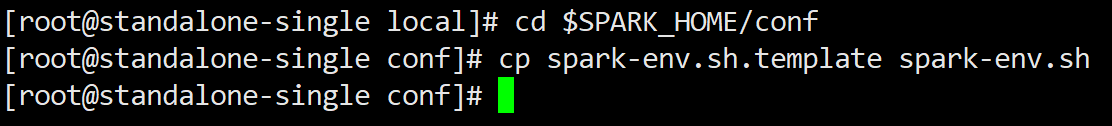 [root@standalone-single local]# cd $SPARK_HOME/conf
[root@standalone-single conf]# cp spark-env.sh.template spark-env.sh
[root@standalone-single conf]#